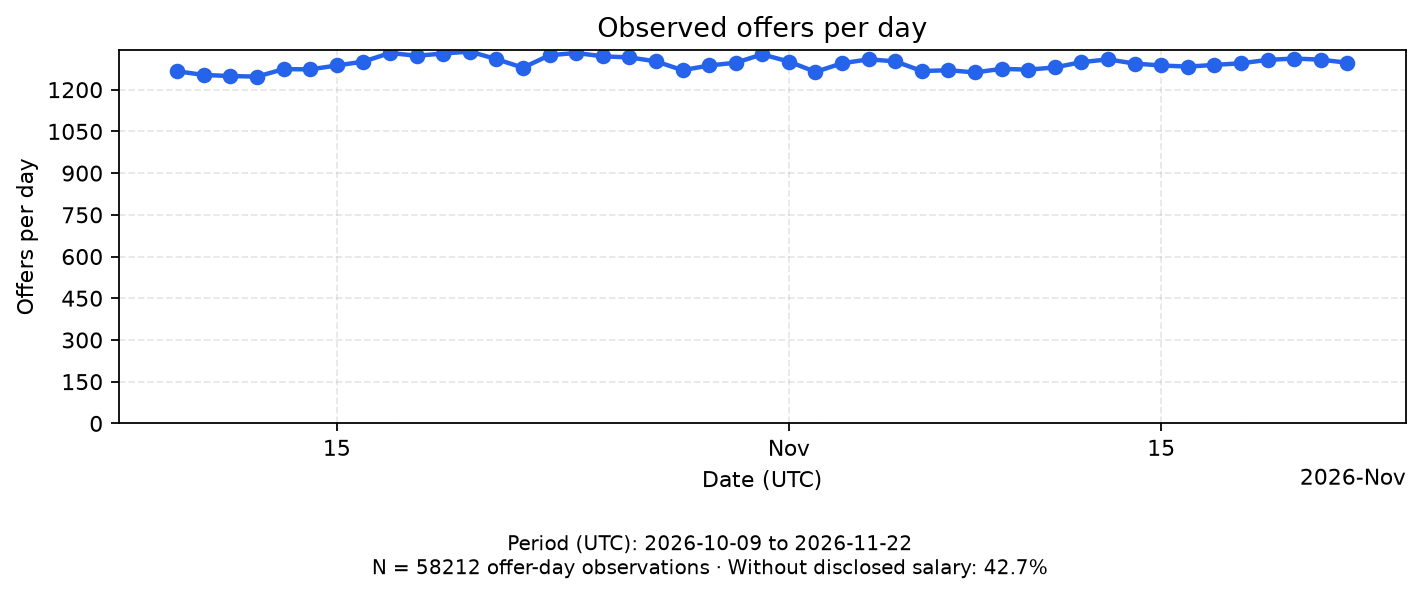 Observed offers per day
Offers per day
1200
1050
900
750
600
450
300
150
0
15
Nov
15
Date (UTC)
2026-Nov
Period (UTC): 2026-10-09 to 2026-11-22
N = 58212 offer-day observations · Without disclosed salary: 42.7%